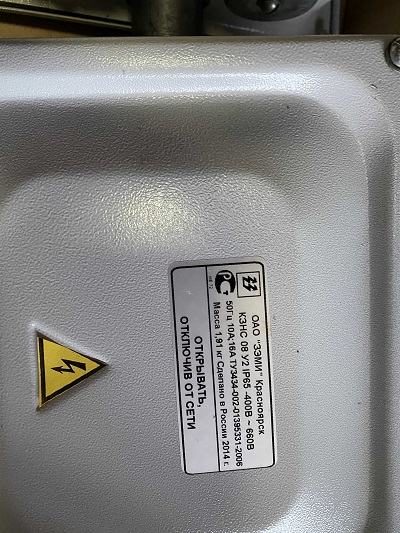 ОАО "ЗЭМИ" Красноярск
КЗНС 08 У2 IP65 -400В ~ 660В
50Гц 10А;16А ТУ3434-002-01395331-2006
Масса 1,91 кг Сделано в России 2014 г.
ОТКРЫВАТЬ,
ОТКЛЮЧИВ ОТ СЕТИ